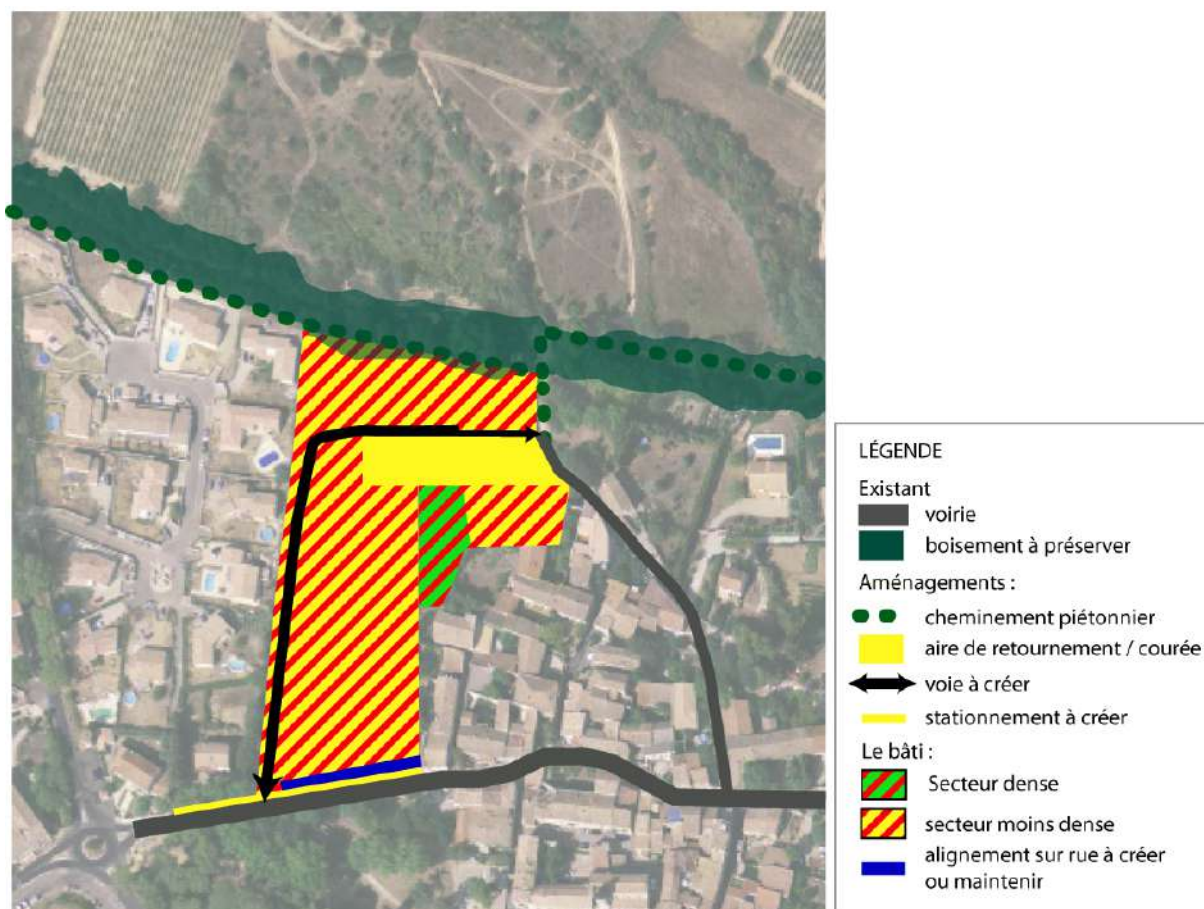 LÉGENDE
Existant
voirie
boisement à préserver
Aménagements :
cheminement piétonnier
aire de retournement / courée
voie à créer
stationnement à créer
Le bâti :
Secteur dense
secteur moins dense
alignement sur rue à créer
ou maintenir